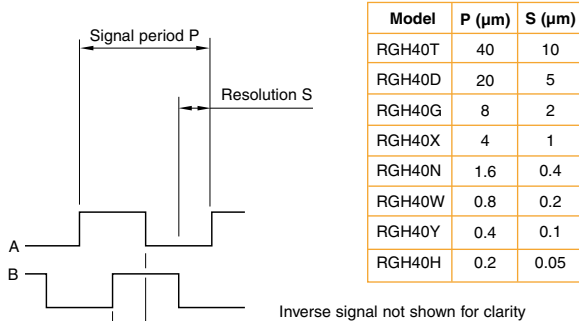 Signal period P
Resolution S
A
B
Model P (µm) S (µm)
RGH40T 40 10
RGH40D 20 5
RGH40G 8 2
RGH40X 4 1
RGH40N 1.6 0.4
RGH40W 0.8 0.2
RGH40Y 0.4 0.1
RGH40H 0.2 0.05
Inverse signal not shown for clarity